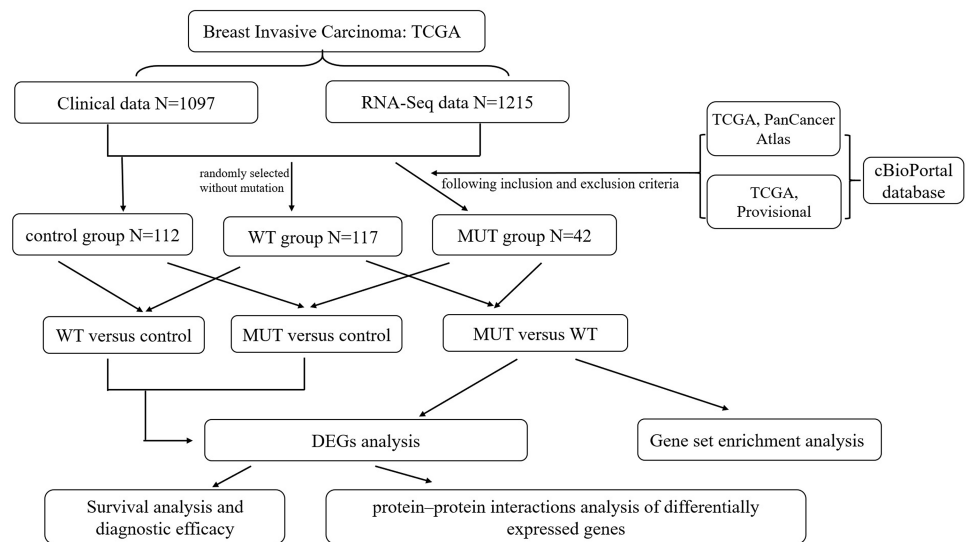 Breast Invasive Carcinoma: TCGA
Clinical data N=1097
RNA-Seq data N=1215
TCGA, PanCancer
Atlas
TCGA,
Provisional
cBioPortal
database
randomly selected
without mutation
following inclusion and exclusion criteria
control group N=112
WT group N=117
MUT group N=42
WT versus control
MUT versus control
MUT versus WT
DEGs analysis
Gene set enrichment analysis
Survival analysis and
diagnostic efficacy
protein–protein interactions analysis of differentially
expressed genes